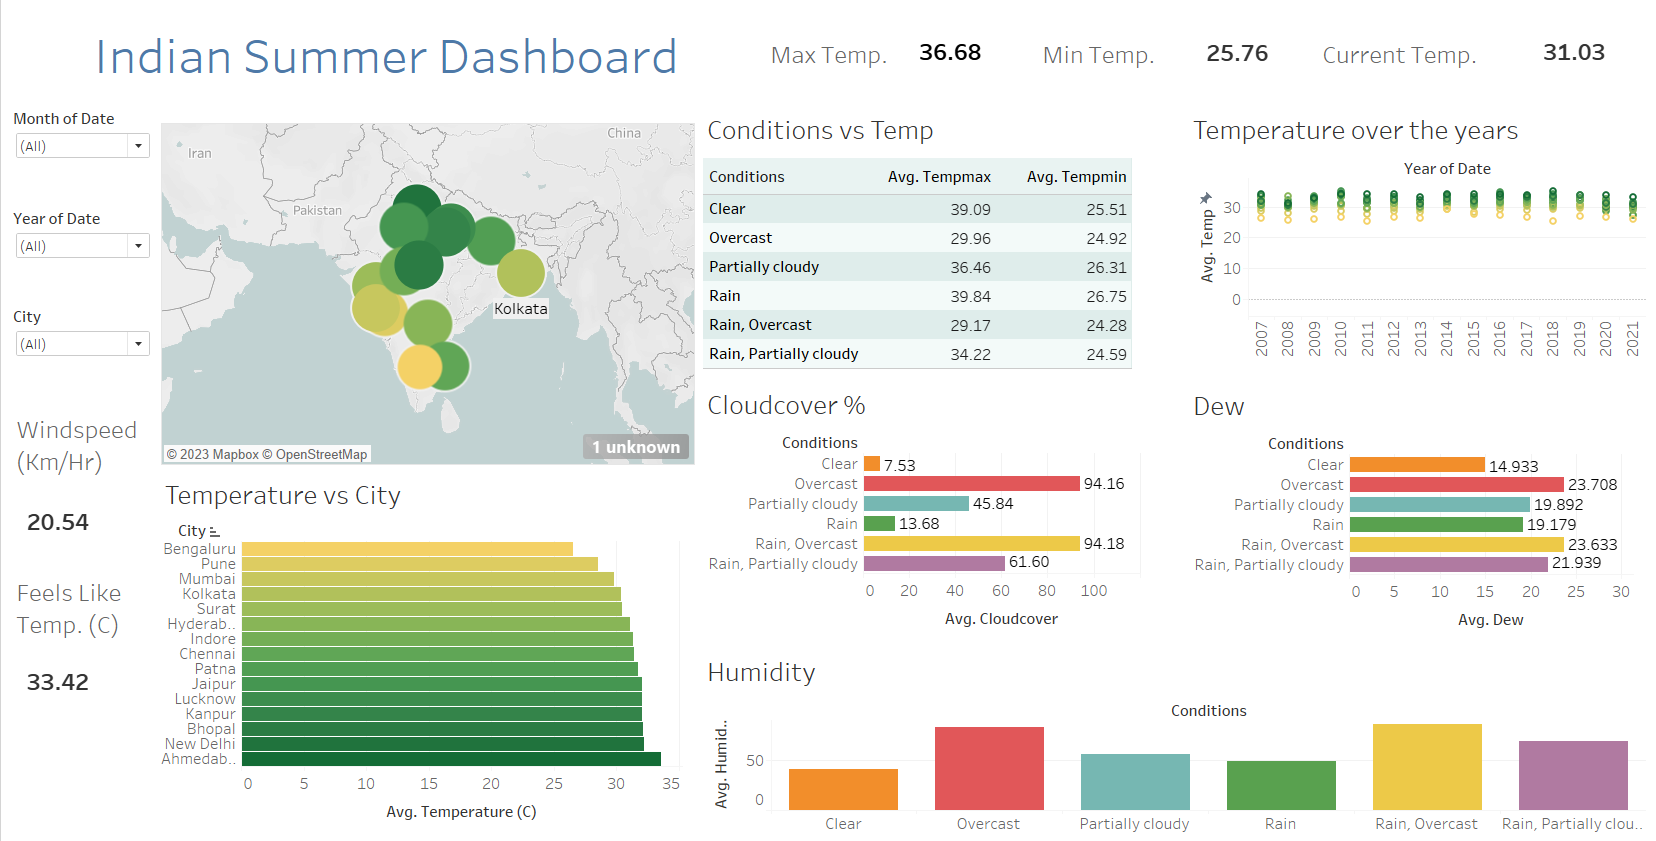 Indian Summer Dashboard
Max Temp. 36.68 Min Temp. 25.76 Current Temp. 31.03
Month of Date
(All)
Year of Date
(All)
City
(All)
Windspeed
(Km/Hr)
20.54
Feels Like
Temp. (C)
33.42
Iran
China
Pakistan
Kolkata
1 unknown
© 2023 Mapbox © OpenStreetMap
Temperature vs City
City
Bengaluru
Pune
Mumbai
Kolkata
Surat
Hyderab..
Indore
Chennai
Patna
Jaipur
Lucknow
Kanpur
Bhopal
New Delhi
Ahmedab..
0 5 10 15 20 25 30 35
Avg. Temperature (C)
Conditions vs Temp
Conditions Avg. Tempmax Avg. Tempmin
Clear 39.09 25.51
Overcast 29.96 24.92
Partially cloudy 36.46 26.31
Rain 39.84 26.75
Rain, Overcast 29.17 24.28
Rain, Partially cloudy 34.22 24.59
Temperature over the years
Year of Date
Avg. Temp
30
20
10
0
2007 2008 2009 2010 2011 2012 2013 2014 2015 2016 2017 2018 2019 2020 2021
Cloudcover %
Conditions
Clear 7.53
Overcast 94.16
Partially cloudy 45.84
Rain 13.68
Rain, Overcast 94.18
Rain, Partially cloudy 61.60
0 20 40 60 80 100
Avg. Cloudcover
Dew
Conditions
Clear 14.933
Overcast 23.708
Partially cloudy 19.892
Rain 19.179
Rain, Overcast 23.633
Rain, Partially cloudy 21.939
0 5 10 15 20 25 30
Avg. Dew
Humidity
Conditions
Avg. Humid..
50
0
Clear Overcast Partially cloudy Rain Rain, Overcast Rain, Partially clou..